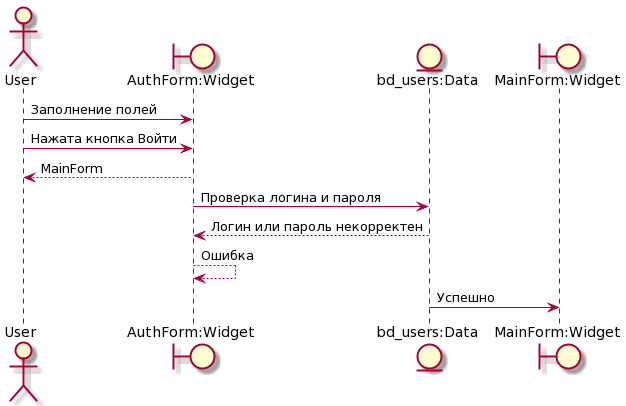 User
AuthForm:Widget
bd_users:Data
MainForm:Widget
Заполнение полей
Нажата кнопка Войти
MainForm
Проверка логина и пароля
Логин или пароль некорректен
Ошибка
Успешно
User
AuthForm:Widget
bd_users:Data
MainForm:Widget